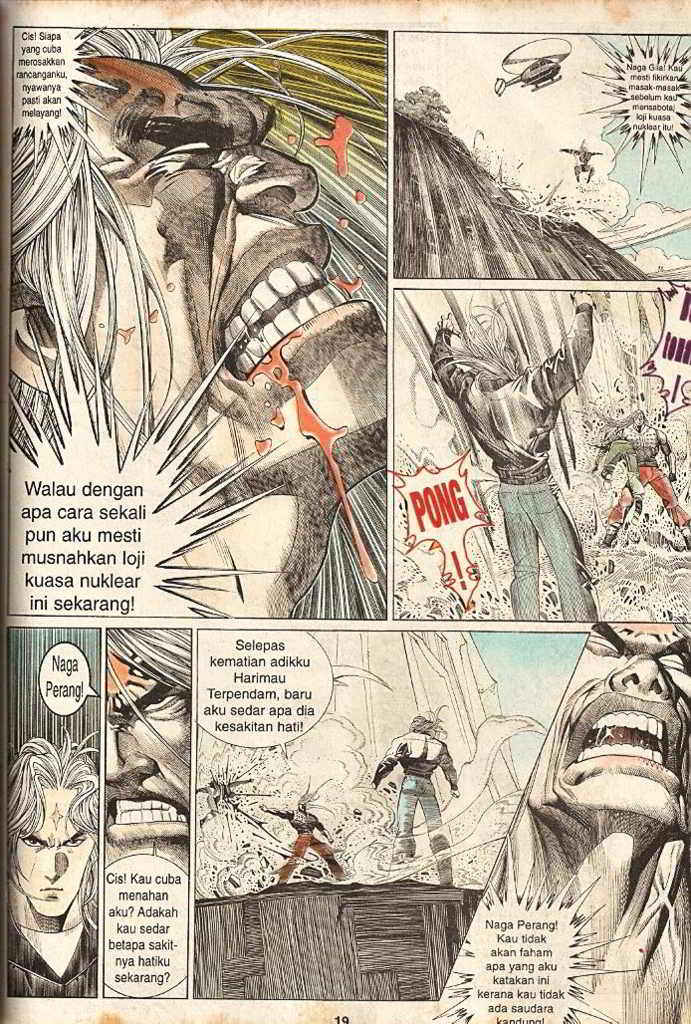 Cis! Siapa
yang cuba
merosakkan
rancanganku,
nyawanya
pasti akan
melayang!
Walau dengan
apa cara sekali
pun aku mesti
musnahkan loji
kuasa nuklear
ini sekarang!
Naga Gila! Kau
mesti fikirkan
masak-masak
sebelum kau
mensabotaj
loji kuasa
nuklear itu!
PONG
!
Naga
Perang!
Cis! Kau cuba
menahan
aku? Adakah
kau sedar
betapa sakit-
nya hatiku
sekarang?
Selepas
kematian adikku
Harimau
Terpendam, baru
aku sedar apa dia
kesakitan hati!
Naga Perang!
Kau tidak
akan faham
apa yang aku
katakan ini
kerana kau tidak
ada saudara
kandung!
19